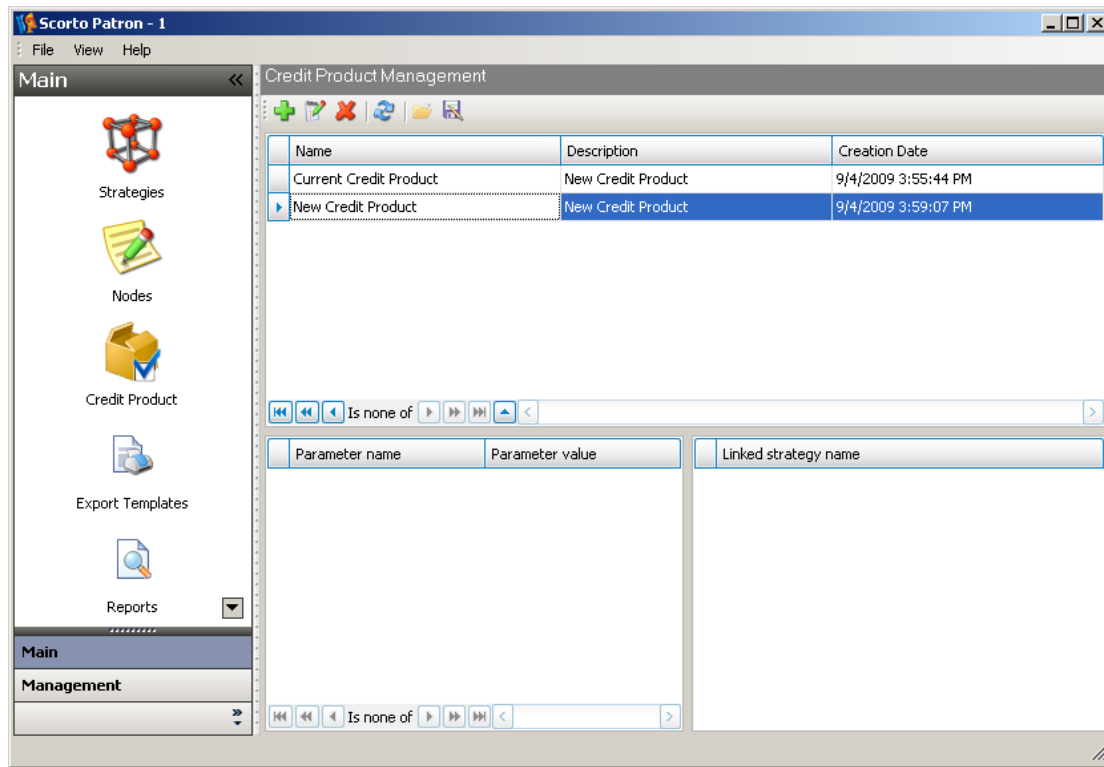 Scorto Patron - 1
File View Help
Main
Strategies
Nodes
Credit Product
Export Templates
Reports
Main
Management
Credit Product Management
Name Description Creation Date
Current Credit Product New Credit Product 9/4/2009 3:55:44 PM
New Credit Product New Credit Product 9/4/2009 3:59:07 PM
Is none of
Parameter name Parameter value
Is none of
Linked strategy name